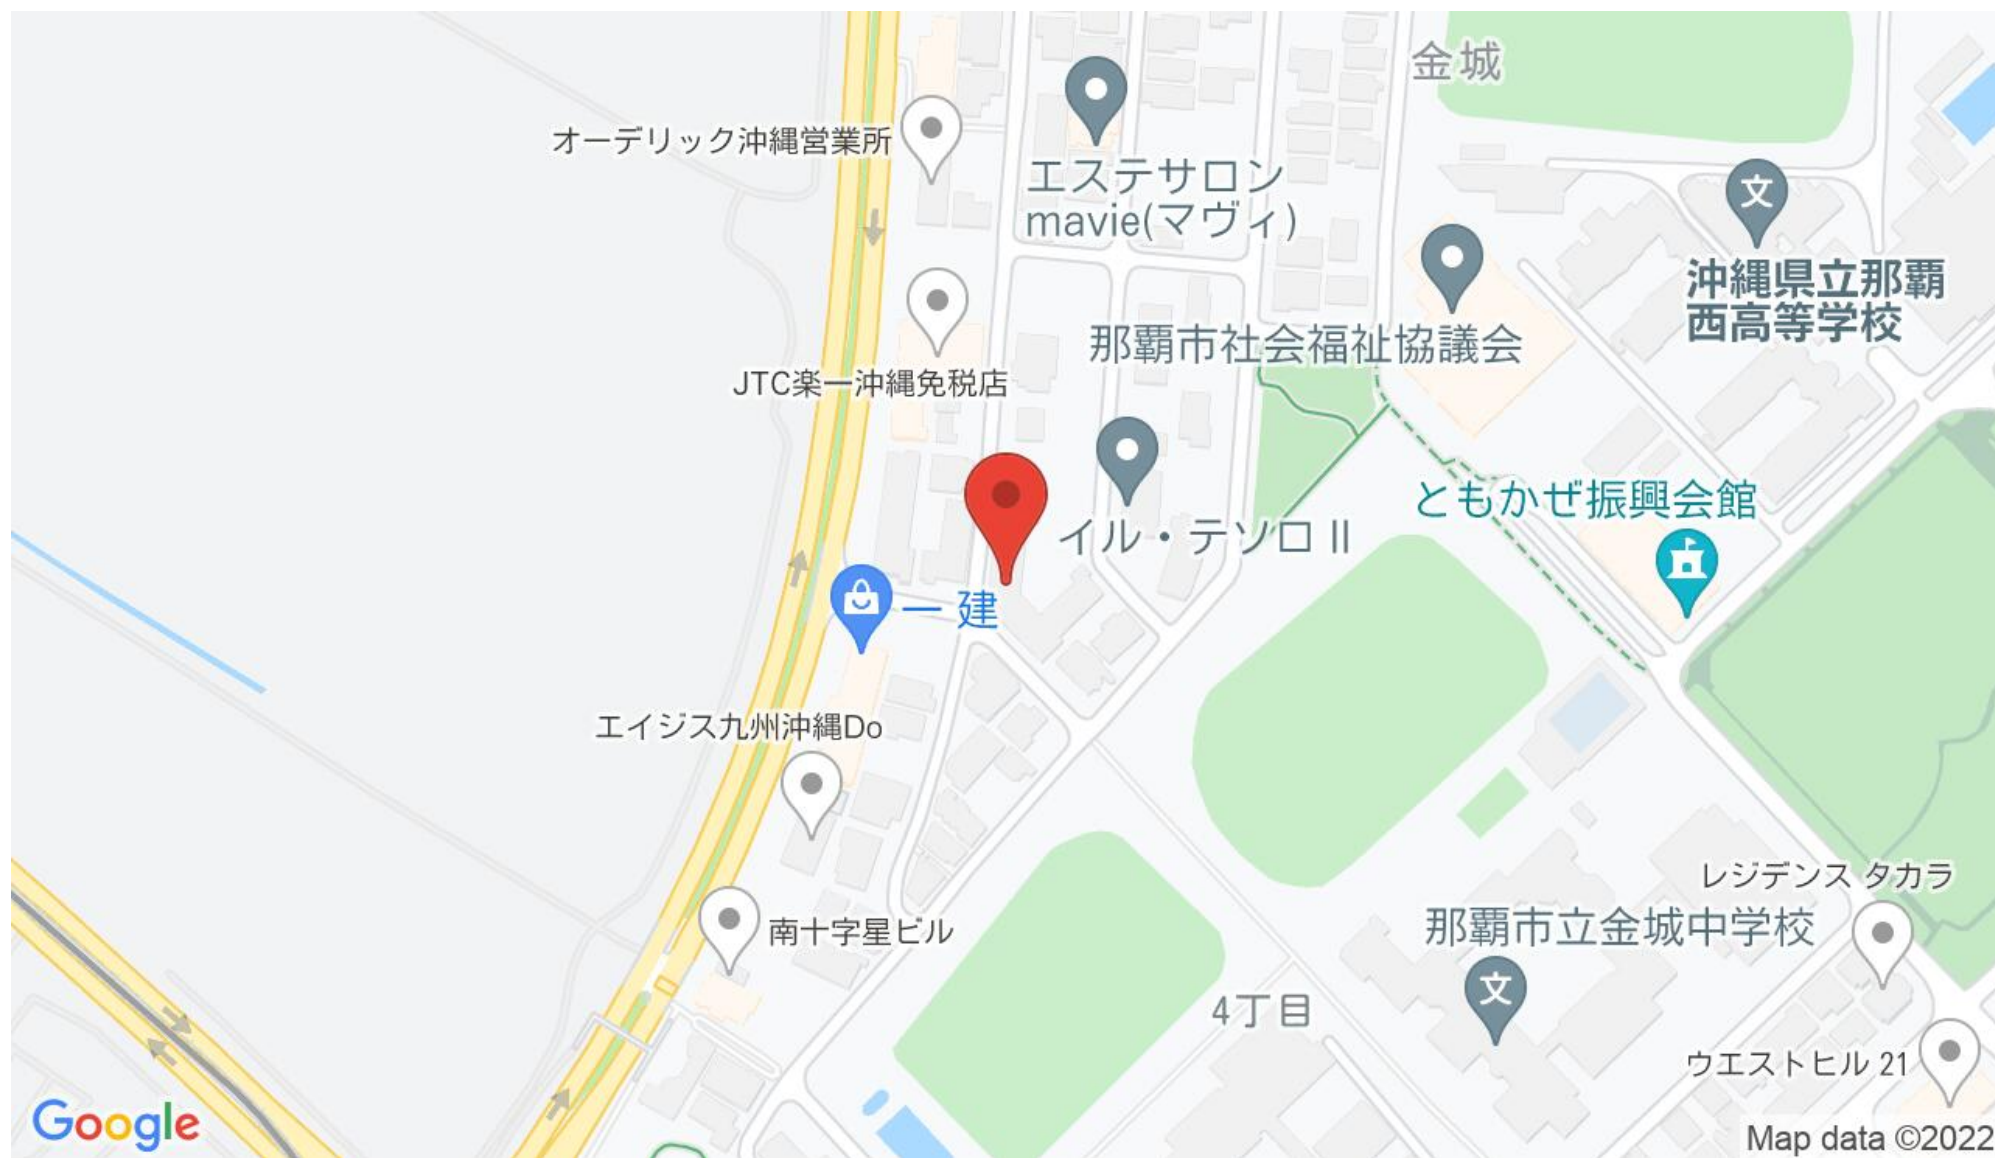 金城
オーデリック沖縄営業所
エステサロン
mavie(マヴィ)
沖縄県立那覇
西高等学校
那覇市社会福祉協議会
JTC楽一沖縄免税店
ともかぜ振興会館
イル・テソロ II
一建
エイジス九州沖縄Do
レジデンス タカラ
南十字星ビル
那覇市立金城中学校
4丁目
ウエストヒル 21
Google
Map data ©2022
文
文